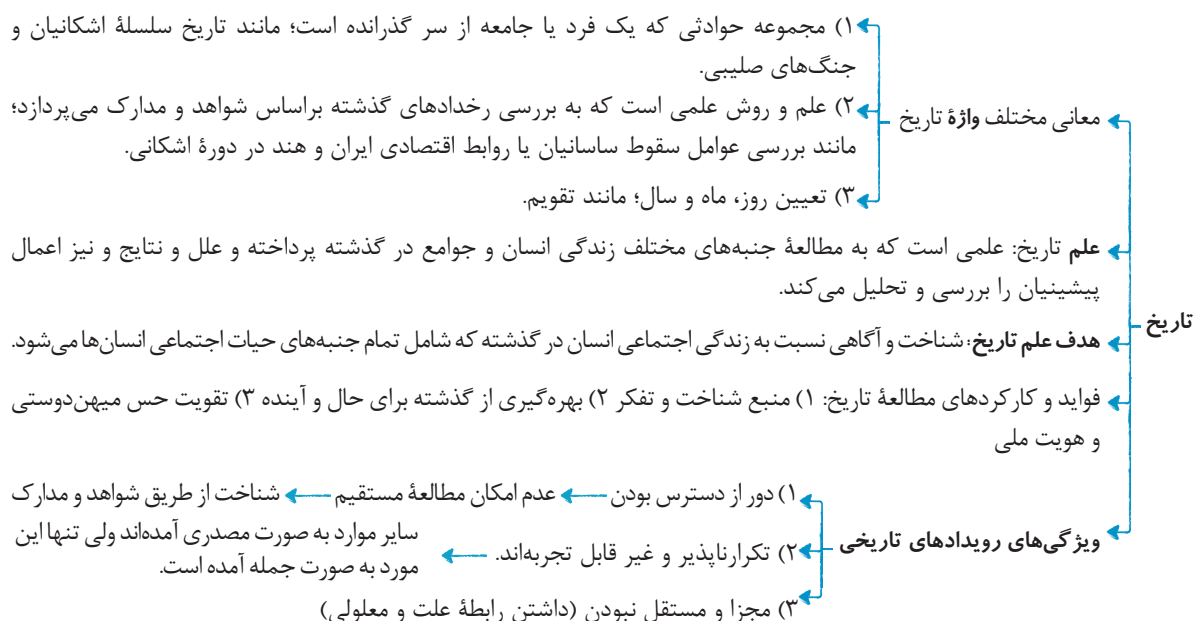 ۱) مجموعه حوادثی که یک فرد یا جامعه از سر گذرانده است؛ مانند تاریخ سلسلهٔ اشکانیان و
جنگ‌های صلیبی.
معانی مختلف واژهٔ تاریخ
۲) علم و روش علمی است که به بررسی رخدادهای گذشته براساس شواهد و مدارک می‌پردازد؛
مانند بررسی عوامل سقوط ساسانیان یا روابط اقتصادی ایران و هند در دورهٔ اشکانی.
۳) تعیین روز، ماه و سال؛ مانند تقویم.
علم تاریخ: علمی است که به مطالعهٔ جنبه‌های مختلف زندگی انسان و جوامع در گذشته پرداخته و علل و نتایج و نیز اعمال
پیشینیان را بررسی و تحلیل می‌کند.
تاریخ
هدف علم تاریخ: شناخت و آگاهی نسبت به زندگی اجتماعی انسان در گذشته که شامل تمام جنبه‌های حیات اجتماعی انسان‌ها می‌شود.
فواید و کارکردهای مطالعهٔ تاریخ: ۱) منبع شناخت و تفکر ۲) بهره‌گیری از گذشته برای حال و آینده ۳) تقویت حس میهن‌دوستی
و هویت ملی
ویژگی‌های رویدادهای تاریخی
۱) دور از دسترس بودن عدم امکان مطالعهٔ مستقیم شناخت از طریق شواهد و مدارک
۲) تکرارناپذیر و غیر قابل تجربه‌اند.
سایر موارد به صورت مصدری آمده‌اند ولی تنها این
مورد به صورت جمله آمده است.
۳) مجزا و مستقل نبودن (داشتن رابطهٔ علت و معلولی)